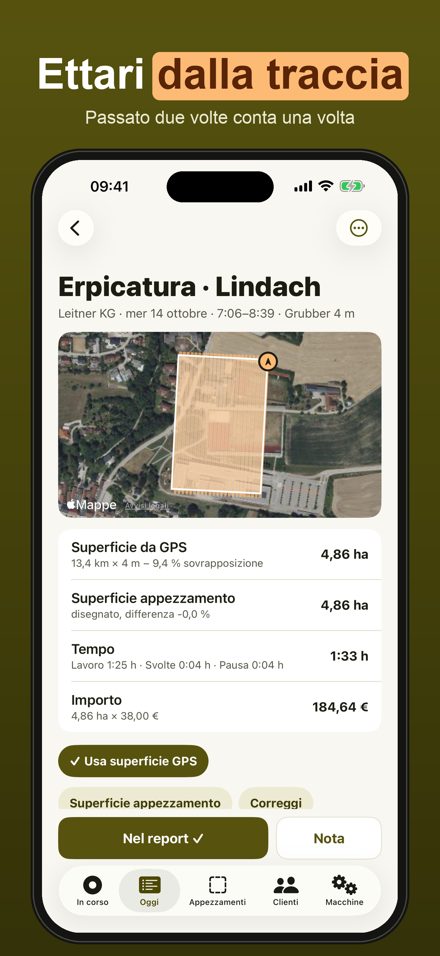 Ettari dalla traccia
Passato due volte conta una volta
09:41
Erpicatura · Lindach
Leitner KG · mer 14 ottobre · 7:06–8:39 · Grubber 4 m
Mappe
Superficie da GPS
13,4 km × 4 m − 9,4 % sovrapposizione
4,86 ha
Superficie appezzamento
disegnato, differenza -0,0 %
4,86 ha
Tempo
Lavoro 1:25 h · Svolte 0:04 h · Pausa 0:04 h
1:33 h
Importo
4,86 ha × 38,00 €
184,64 €
✓ Usa superficie GPS
Superficie appezzamento
Correggi
Nel report ✓
Nota
In corso
Oggi
Appezzamenti
Clienti
Macchine